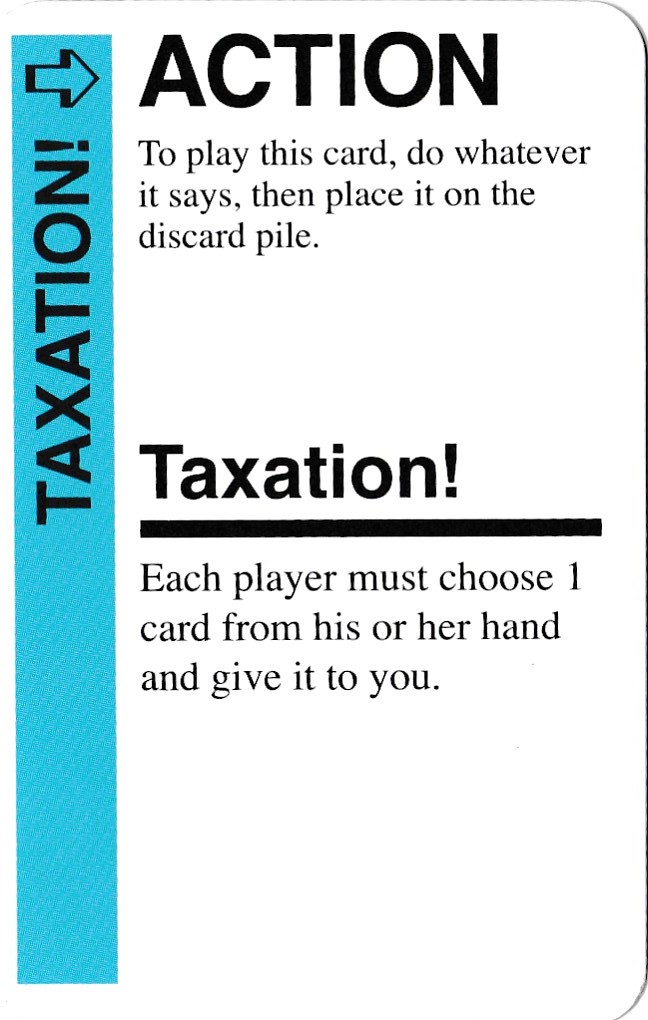 TAXATION!
ACTION
To play this card, do whatever
it says, then place it on the
discard pile.
Taxation!
Each player must choose 1
card from his or her hand
and give it to you.